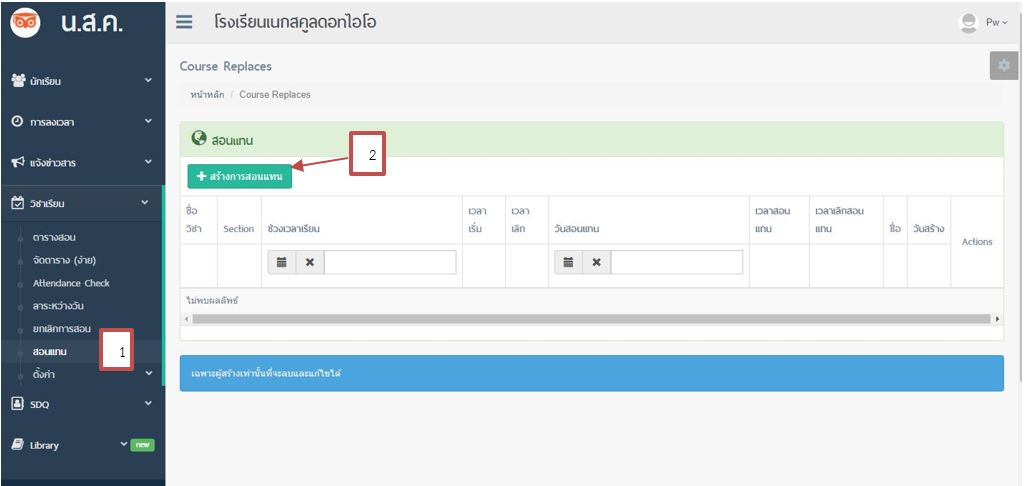 น.ส.ค.
โรงเรียนเนกสคูลดอทไอโอ
Pw
นักเรียน
การลงเวลา
แจ้งข่าวสาร
วิชาเรียน
ตารางสอน
จัดตาราง (ง่าย)
Attendance Check
ลาระหว่างวัน
ยกเลิกการสอน
สอนแทน
1
ตั้งค่า
SDQ
Library new
Course Replaces
หน้าหลัก / Course Replaces
สอนแทน
2
สร้างการสอนแทน
ชื่อวิชา Section ช่วงเวลาเรียน เวลาเริ่ม เวลาเลิก วันสอนแทน เวลาสอนแทน เวลาเลิกสอนแทน ชื่อ วันสร้าง Actions
ไม่พบผลลัพธ์
เฉพาะผู้สร้างเท่านั้นที่จะลบและแก้ไขได้